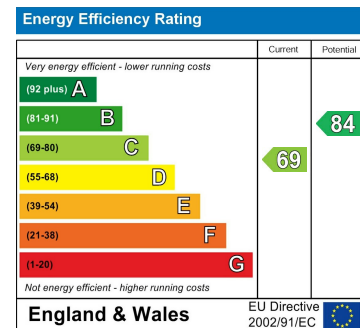 Energy Efficiency Rating
Current Potential
Very energy efficient - lower running costs
(92 plus) A
(81-91) B
84
(69-80) C
69
(55-68) D
(39-54) E
(21-38) F
(1-20) G
Not energy efficient - higher running costs
England & Wales
EU Directive
2002/91/EC